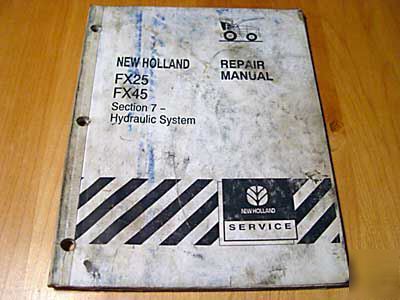 NEW HOLLAND
FX25
FX45
Section 7 –
Hydraulic System
REPAIR
MANUAL
NEW HOLLAND
SERVICE